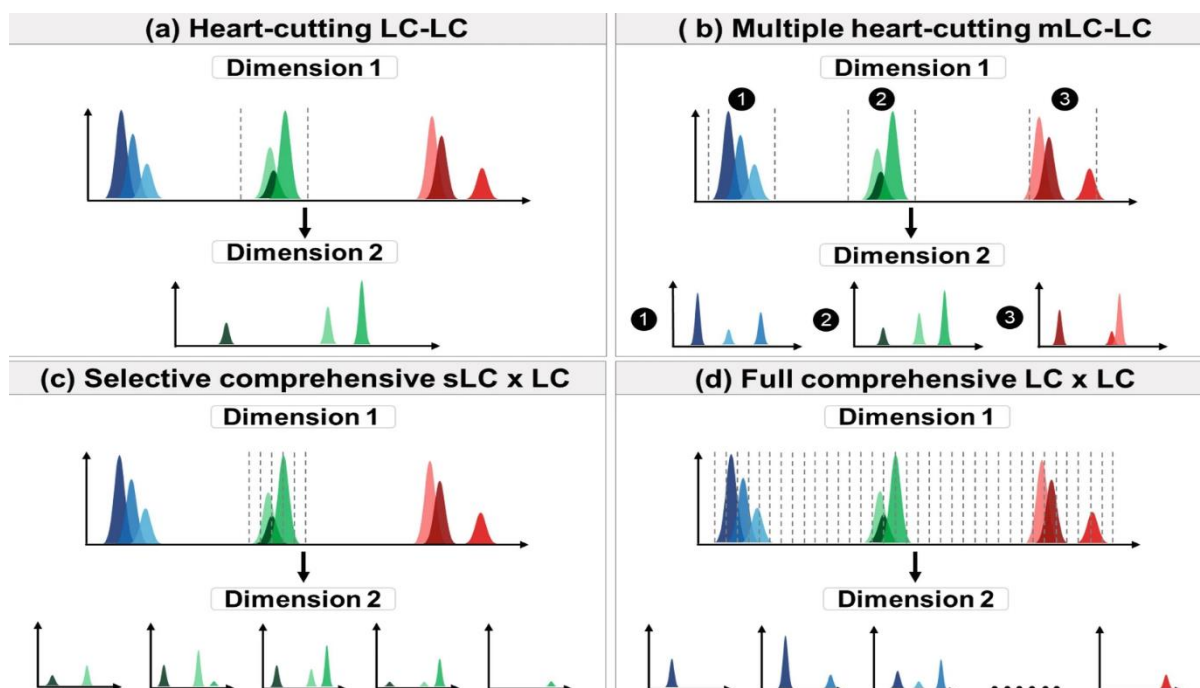 (a) Heart-cutting LC-LC
Dimension 1
Dimension 2
( b) Multiple heart-cutting mLC-LC
Dimension 1
1 2 3
Dimension 2
1 2 3
(c) Selective comprehensive sLC x LC
Dimension 1
Dimension 2
(d) Full comprehensive LC x LC
Dimension 1
Dimension 2